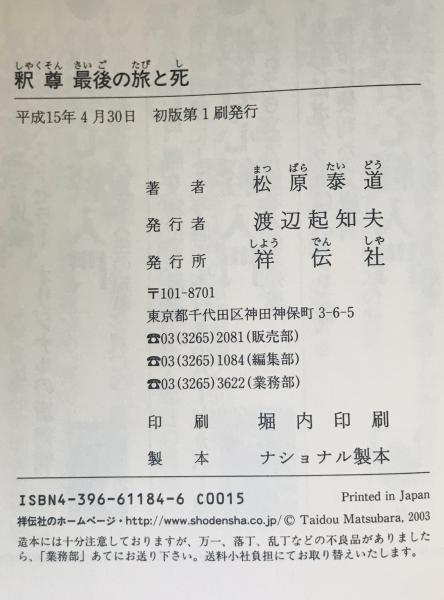 しゃくそん さいご たび し
釈尊 最後の旅と死
平成15年4月30日 初版第1刷発行
まつ ばら たい どう
著者 松原泰道
発行者 渡辺起知夫
しよう でん しや
発行所 祥伝社
〒101-8701
東京都千代田区神田神保町3-6-5
☎03(3265)2081(販売部)
☎03(3265)1084(編集部)
☎03(3265)3622(業務部)
印刷 堀内印刷
製本 ナショナル製本
ISBN4-396-61184-6 C0015 Printed in Japan
祥伝社のホームページ・http://www.shodensha.co.jp/ © Taidou Matsubara, 2003
造本には十分注意しておりますが、万一、落丁、乱丁などの不良品がありました
ら、「業務部」あてにお送り下さい。送料小社負担にてお取り替えいたします。